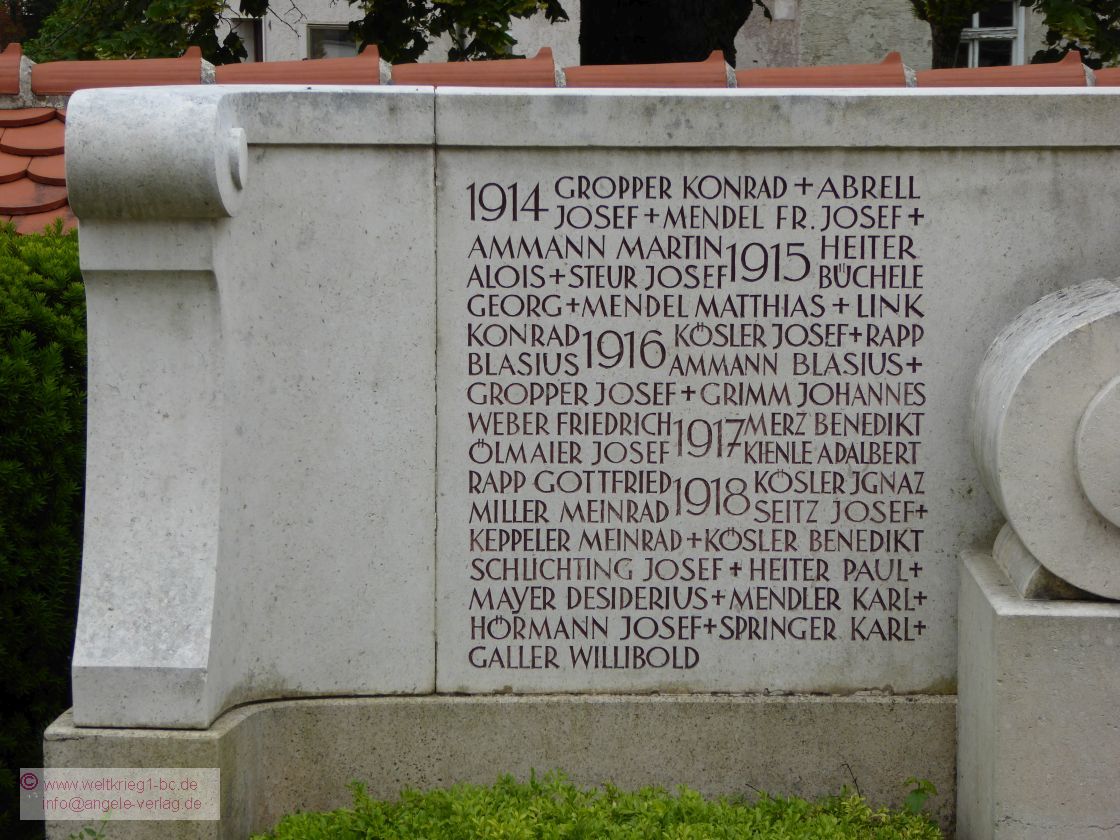 1914 GROPPER KONRAD + ABRELL
JOSEF + MENDEL FR. JOSEF +
AMMANN MARTIN 1915 HEITER
ALOIS + STEUR JOSEF BÜCHELE
GEORG + MENDEL MATTHIAS + LINK
KONRAD 1916 KÖSLER JOSEF + RAPP
BLASIUS AMMANN BLASIUS +
GROPPER JOSEF + GRIMM JOHANNES
WEBER FRIEDRICH 1917 MERZ BENEDIKT
ÖLMAIER JOSEF KIENLE ADALBERT
RAPP GOTTFRIED 1918 KÖSLER JGNAZ
MILLER MEINRAD SEITZ JOSEF +
KEPPELER MEINRAD + KÖSLER BENEDIKT
SCHLICHTING JOSEF + HEITER PAUL +
MAYER DESIDERIUS + MENDLER KARL +
HÖRMANN JOSEF + SPRINGER KARL +
GALLER WILLIBOLD
© www.weltkrieg1-bc.de
info@angele-verlag.de